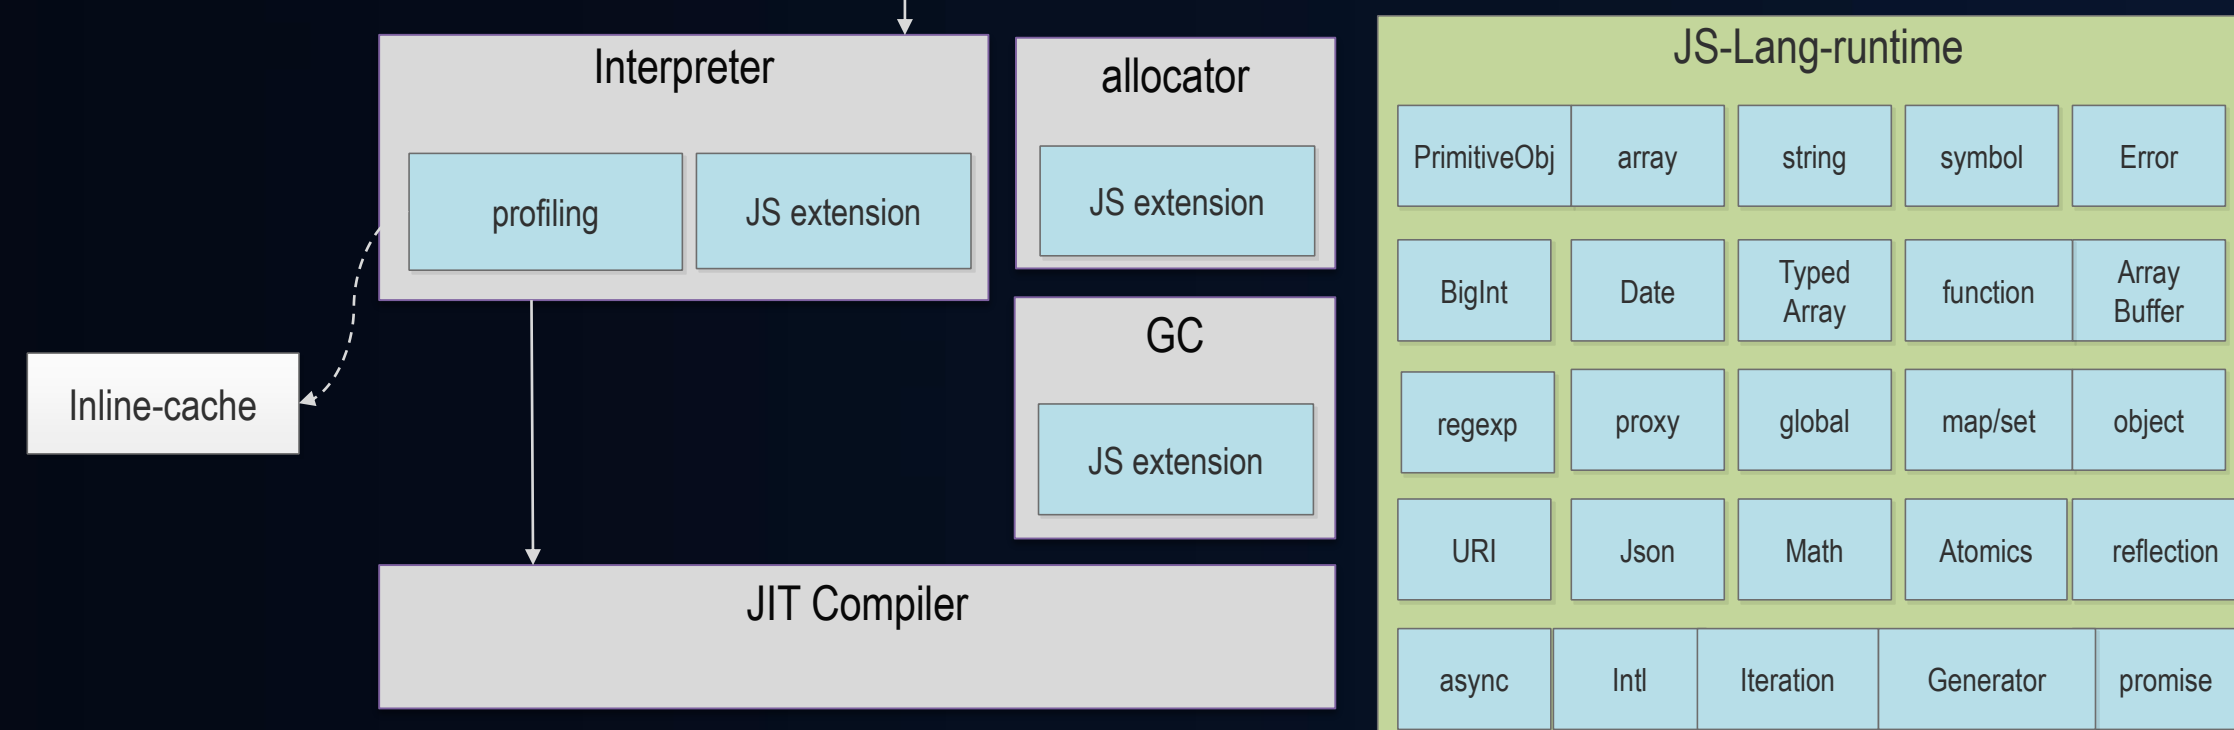 Interpreter
profiling
JS extension
Inline-cache
allocator
JS extension
GC
JS extension
JIT Compiler
JS-Lang-runtime
PrimitiveObj
array
string
symbol
Error
BigInt
Date
Typed
Array
function
Array
Buffer
regexp
proxy
global
map/set
object
URI
Json
Math
Atomics
reflection
async
Intl
Iteration
Generator
promise